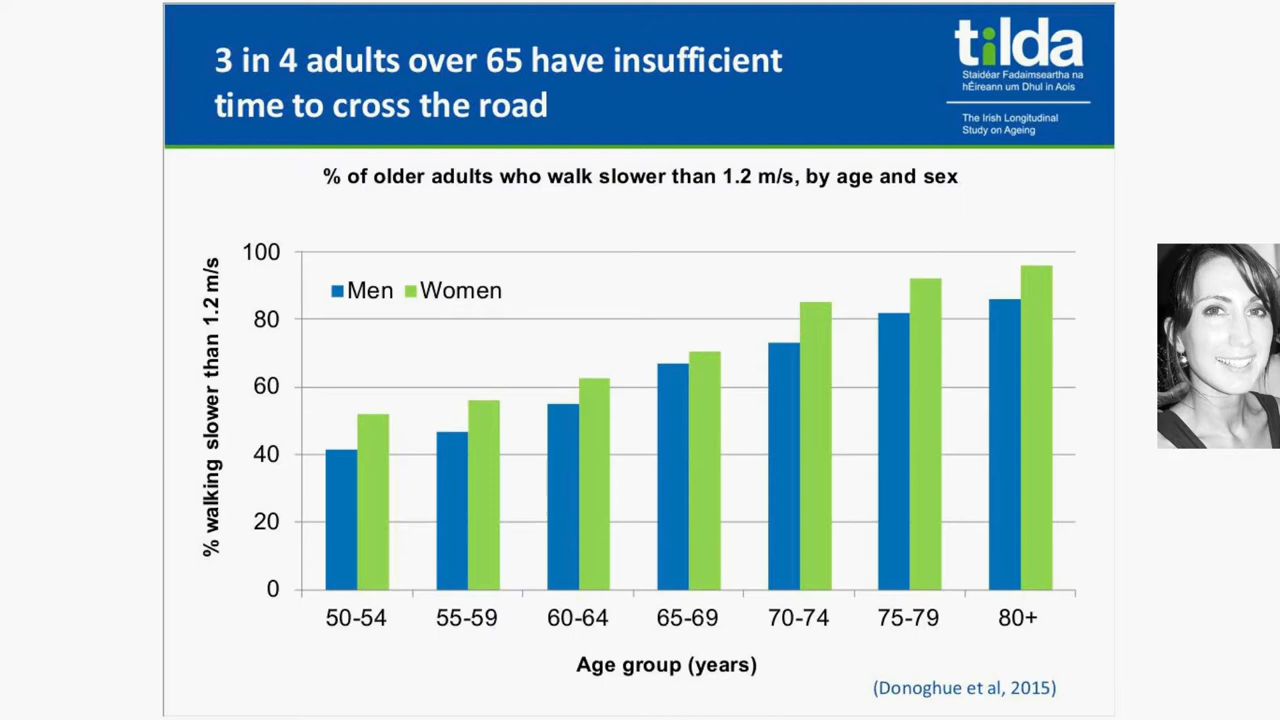 3 in 4 adults over 65 have insufficient
time to cross the road
tilda
Staidéar Fadaimseartha na
hÉireann um Dhul in Aois
The Irish Longitudinal
Study on Ageing
% of older adults who walk slower than 1.2 m/s, by age and sex
% walking slower than 1.2 m/s
100
80
60
40
20
0
Men Women
50-54 55-59 60-64 65-69 70-74 75-79 80+
Age group (years)
(Donoghue et al, 2015)